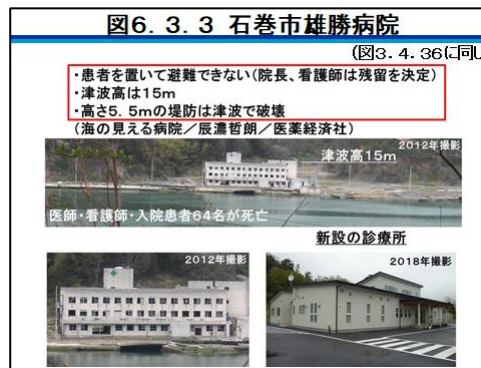 図6.3.3 石巻市雄勝病院
(図3.4.36に同じ
・患者を置いて避難できない(院長、看護師は残留を決定)
・津波高は15m
・高さ5.5mの堤防は津波で破壊
(海の見える病院/辰濃哲朗/医薬経済社)
2012年撮影
津波高15m
医師・看護師・入院患者64名が死亡
新設の診療所
2012年撮影
2018年撮影